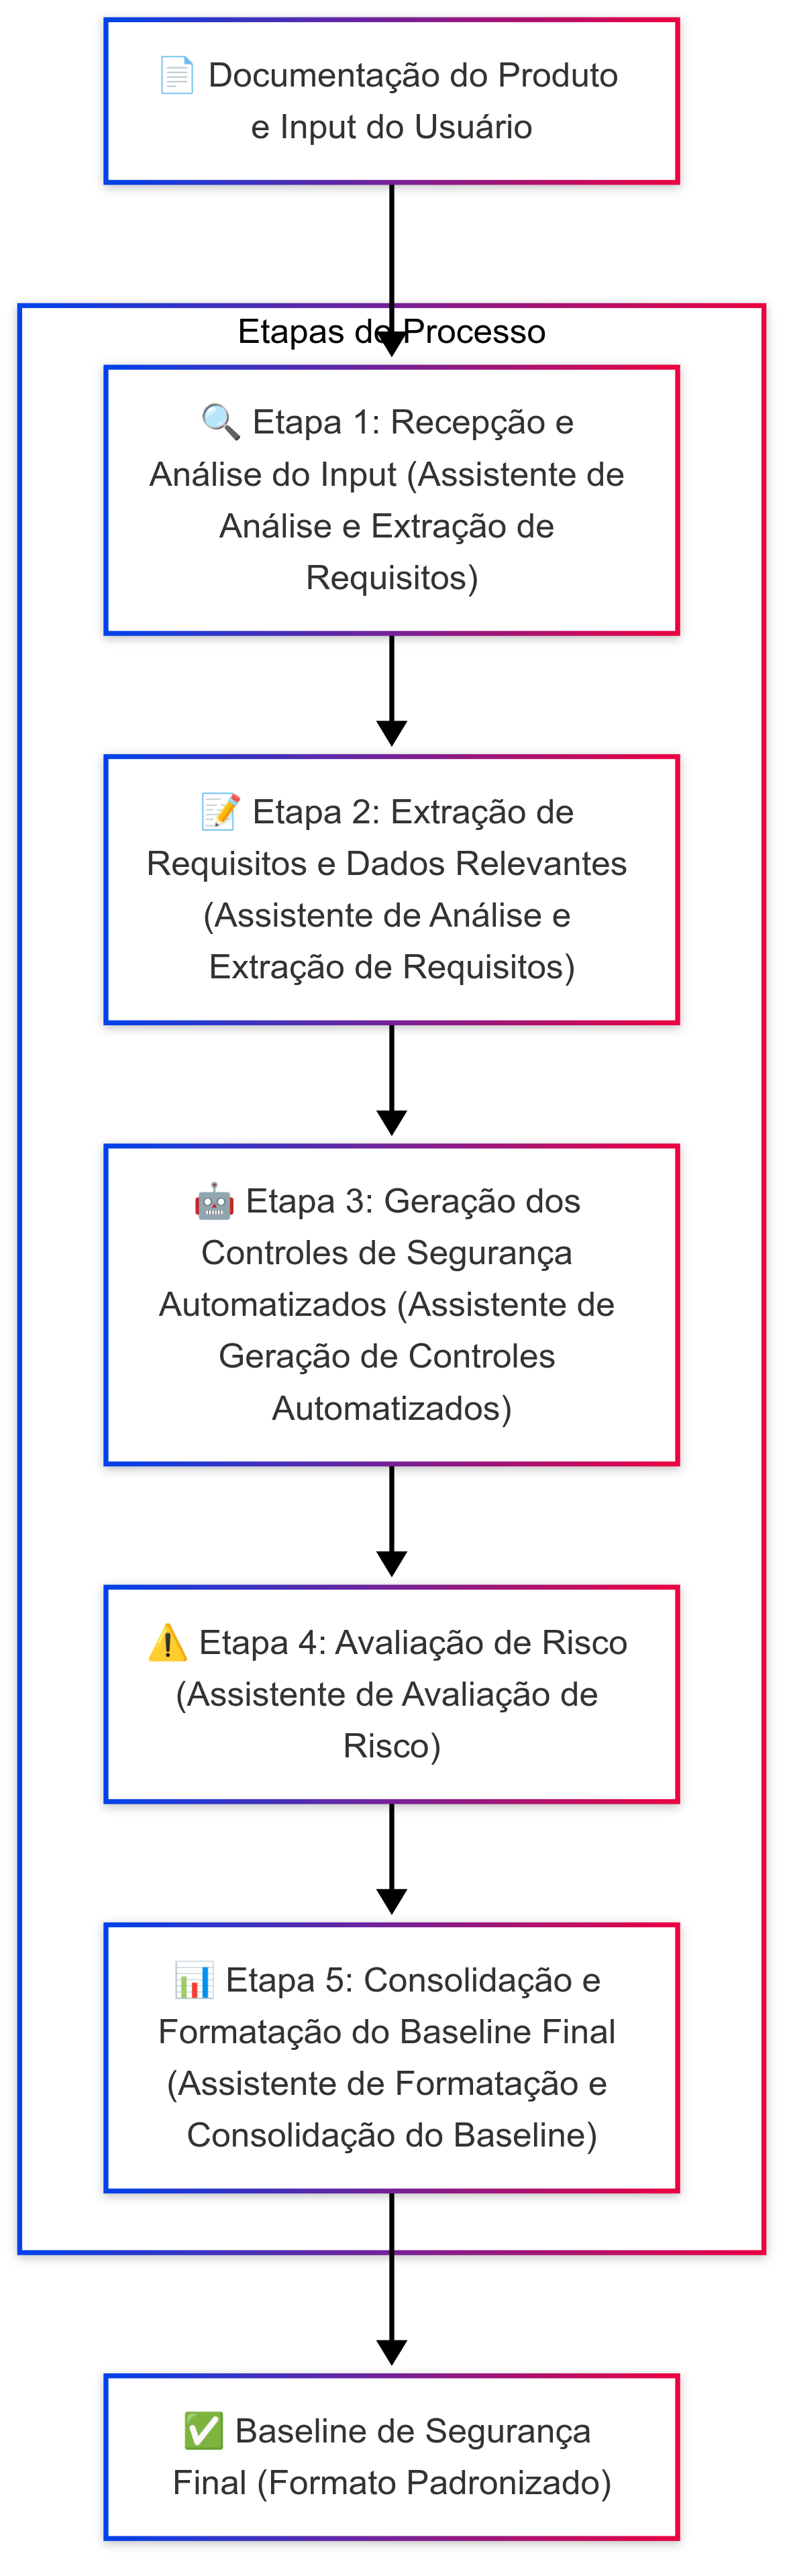 📄 Documentação do Produto
e Input do Usuário
Etapas de Processo
🔍 Etapa 1: Recepção e
Análise do Input (Assistente de
Análise e Extração de
Requisitos)
📝 Etapa 2: Extração de
Requisitos e Dados Relevantes
(Assistente de Análise e
Extração de Requisitos)
🤖 Etapa 3: Geração dos
Controles de Segurança
Automatizados (Assistente de
Geração de Controles
Automatizados)
⚠️ Etapa 4: Avaliação de Risco
(Assistente de Avaliação de
Risco)
📊 Etapa 5: Consolidação e
Formatação do Baseline Final
(Assistente de Formatação e
Consolidação do Baseline)
✅ Baseline de Segurança
Final (Formato Padronizado)